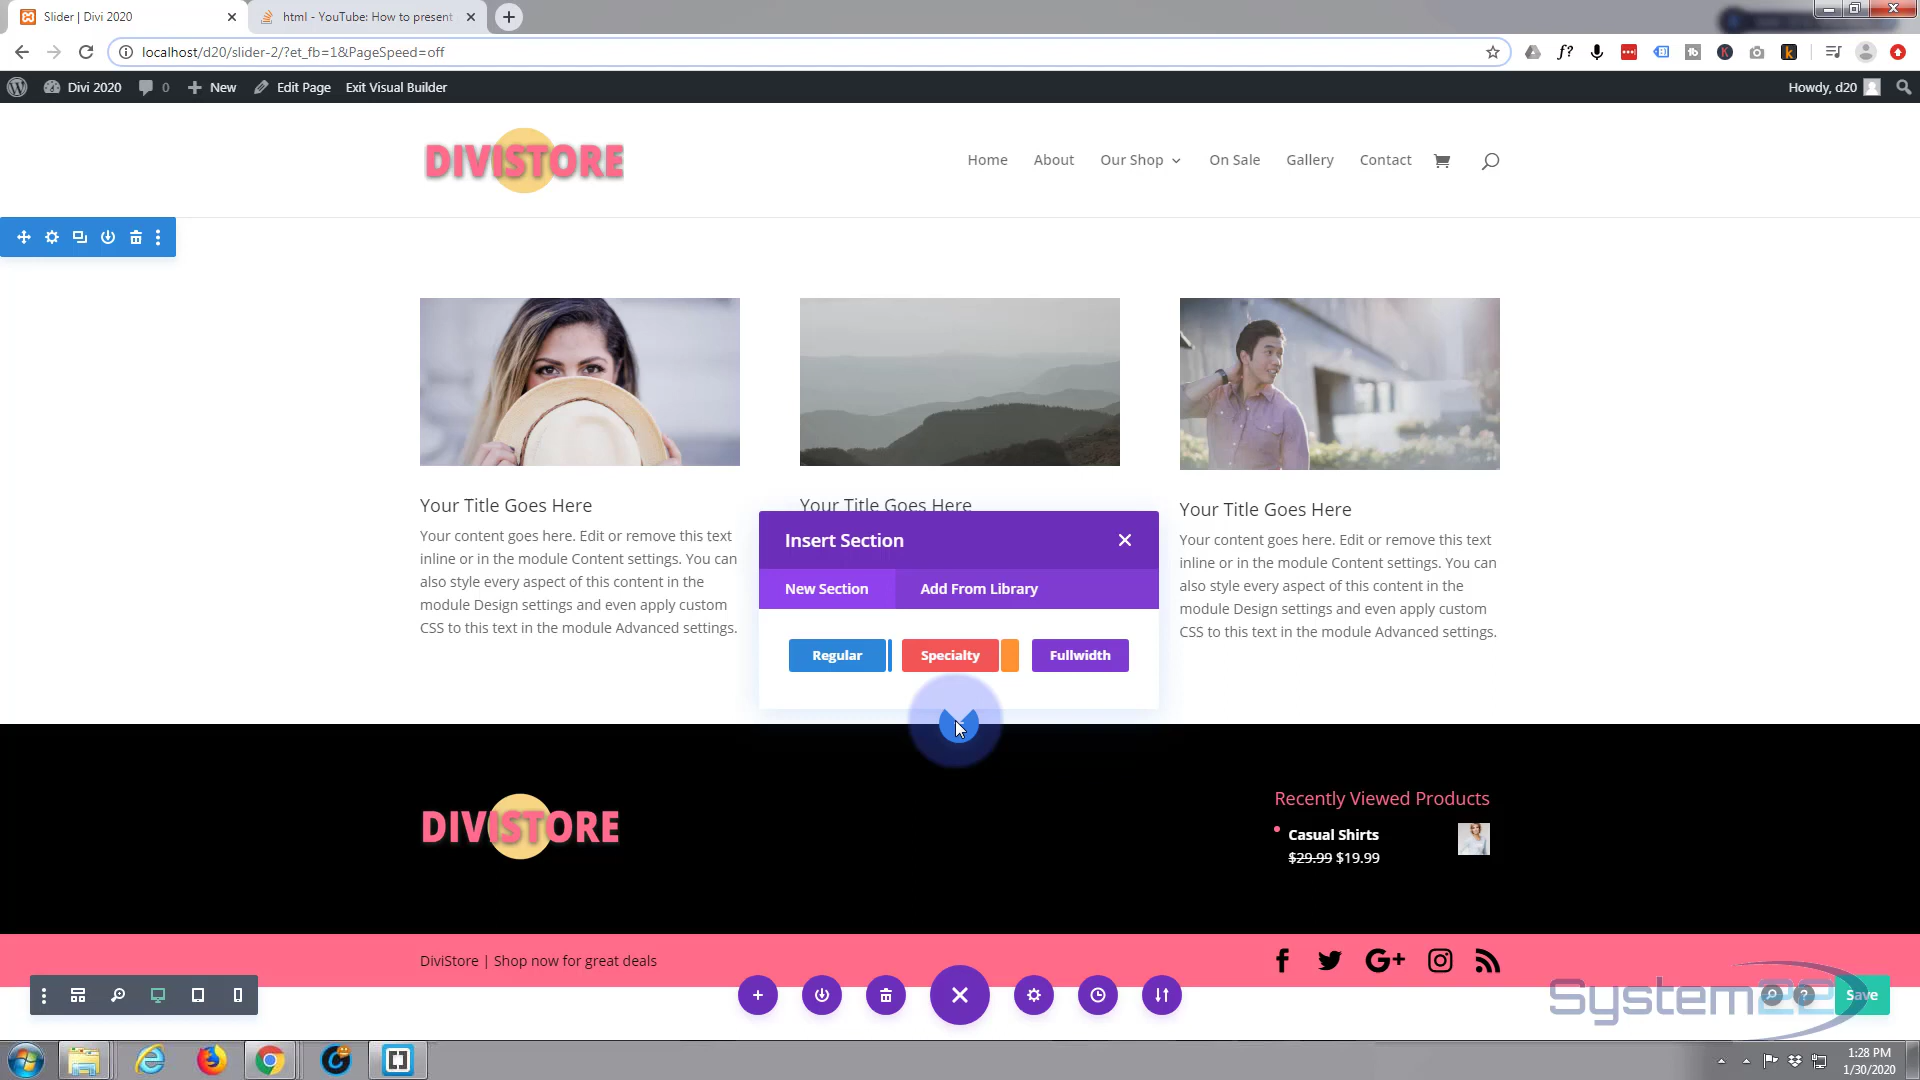 Slider | Divi 2020
html - YouTube: How to present
localhost/d20/slider-2/?et_fb=1&PageSpeed=off
Divi 2020
0
New
Edit Page
Exit Visual Builder
Howdy, d20
DIVISTORE
Home
About
Our Shop
On Sale
Gallery
Contact
Your Title Goes Here
Your content goes here. Edit or remove this text
inline or in the module Content settings. You can
also style every aspect of this content in the
module Design settings and even apply custom
CSS to this text in the module Advanced settings.
Your Title Goes Here
Your Title Goes Here
Your content goes here. Edit or remove this text
inline or in the module Content settings. You can
also style every aspect of this content in the
module Design settings and even apply custom
CSS to this text in the module Advanced settings.
Insert Section
New Section
Add From Library
Regular
Specialty
Fullwidth
DIVISTORE
Recently Viewed Products
Casual Shirts
$29.99 $19.99
DiviStore | Shop now for great deals
System22
Save
1:28 PM
1/30/2020